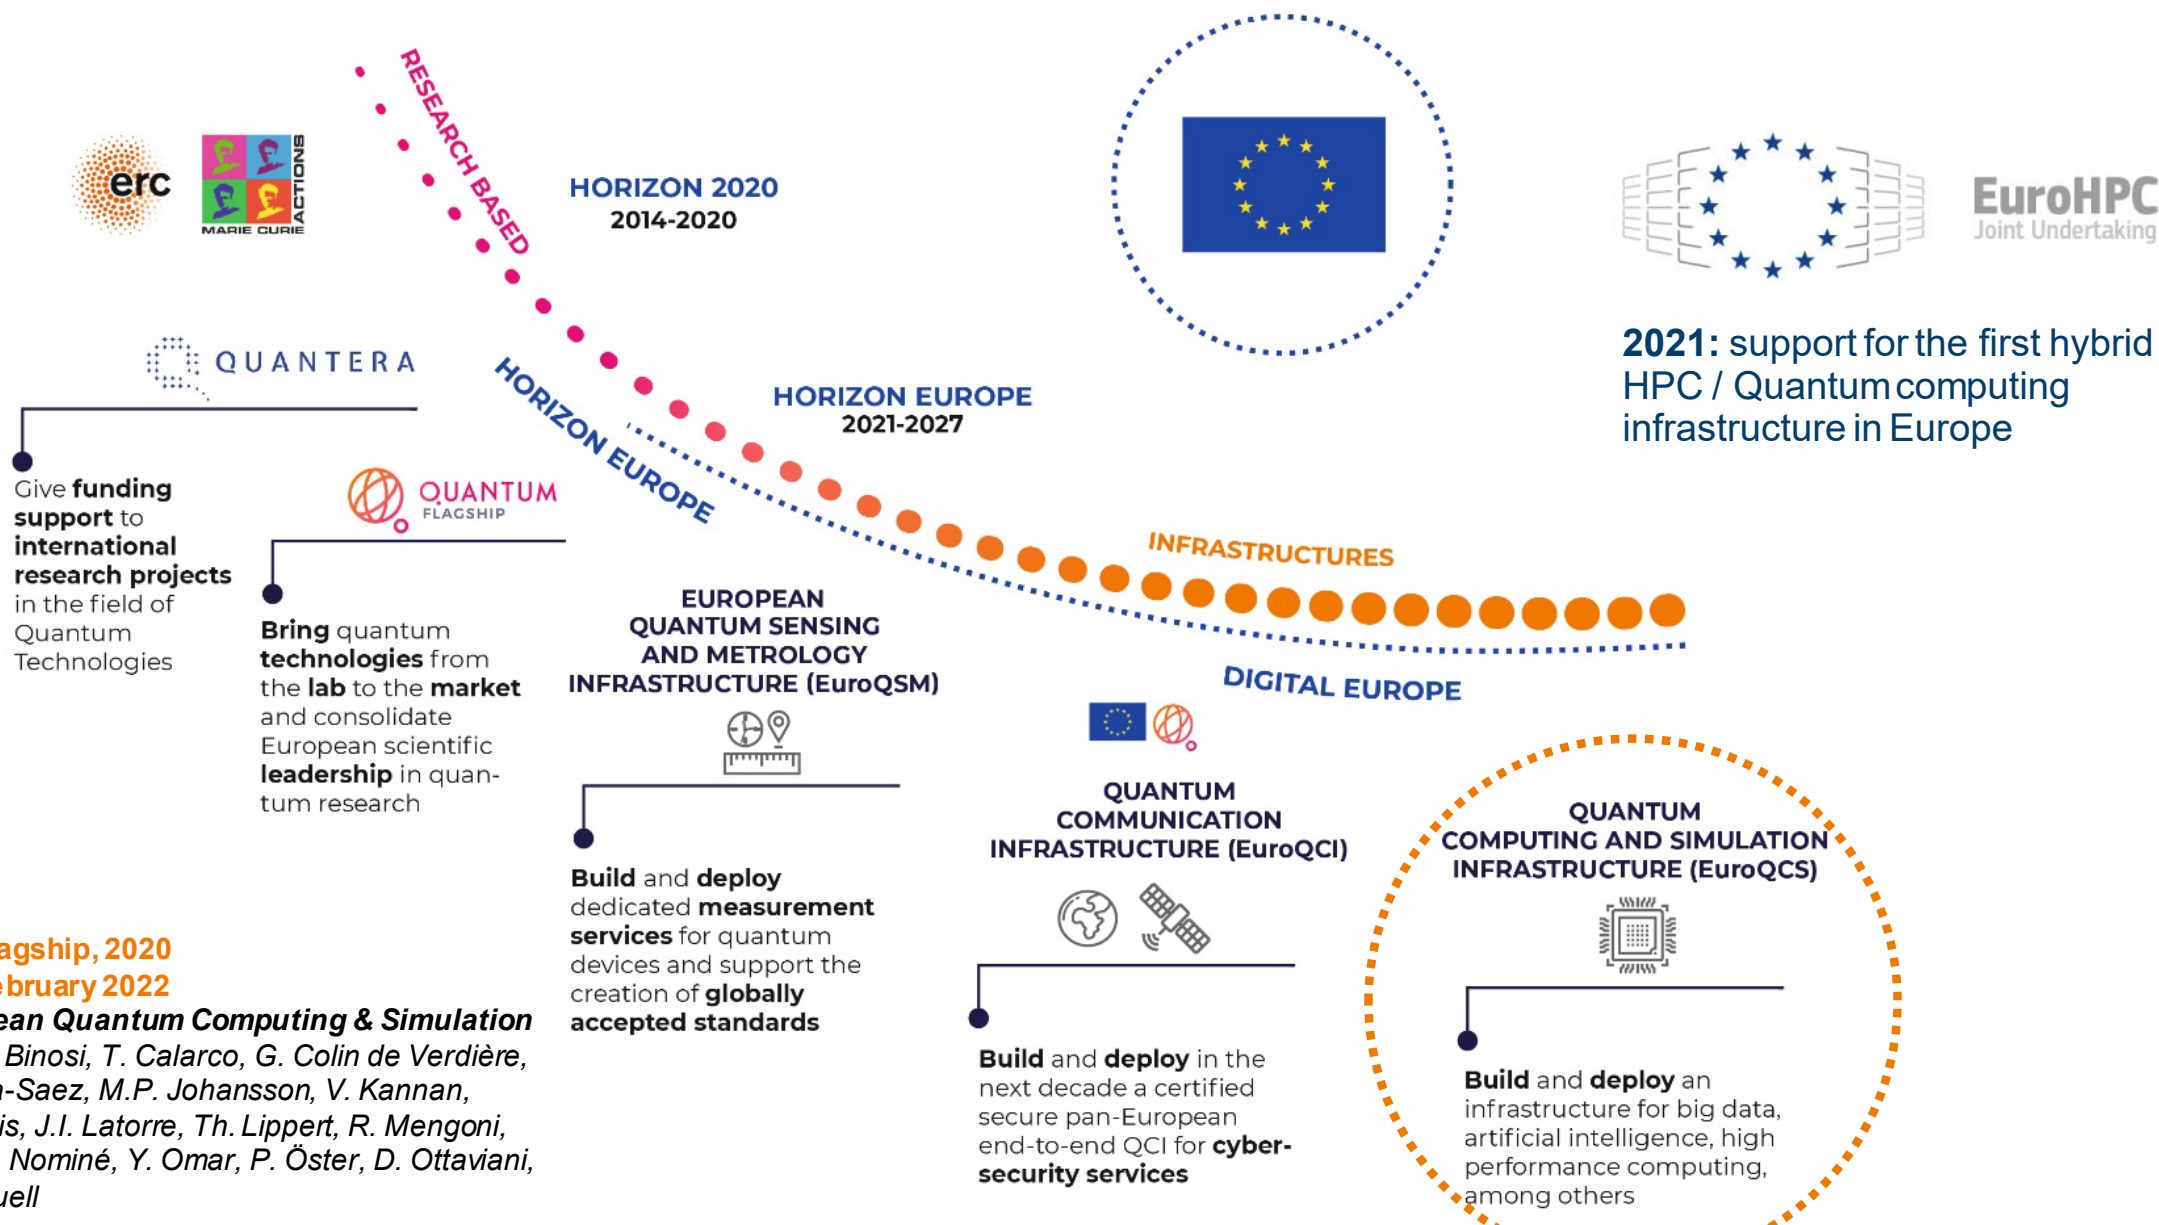 erc
MARIE CURIE
ACTIONS
RESEARCH BASED
HORIZON 2020
2014-2020
EuroHPC
Joint Undertaking
2021: support for the first hybrid
HPC / Quantum computing
infrastructure in Europe
QUANTERA
Give funding
support to
international
research projects
in the field of
Quantum
Technologies
HORIZON EUROPE
HORIZON EUROPE
2021-2027
QUANTUM
FLAGSHIP
Bring quantum
technologies from
the lab to the market
and consolidate
European scientific
leadership in quan-
tum research
INFRASTRUCTURES
DIGITAL EUROPE
EUROPEAN
QUANTUM SENSING
AND METROLOGY
INFRASTRUCTURE (EuroQSM)
Build and deploy
dedicated measurement
services for quantum
devices and support the
creation of globally
accepted standards
QUANTUM
COMMUNICATION
INFRASTRUCTURE (EuroQCI)
Build and deploy in the
next decade a certified
secure pan-European
end-to-end QCI for cyber-
security services
QUANTUM
COMPUTING AND SIMULATION
INFRASTRUCTURE (EuroQCS)
Build and deploy an
infrastructure for big data,
artificial intelligence, high
performance computing,
among others
agship, 2020
ebruary 2022
ean Quantum Computing & Simulation
Binosi, T. Calarco, G. Colin de Verdière,
a-Saez, M.P. Johansson, V. Kannan,
is, J.I. Latorre, Th. Lippert, R. Mengoni,
Nominé, Y. Omar, P. Öster, D. Ottaviani,
uell